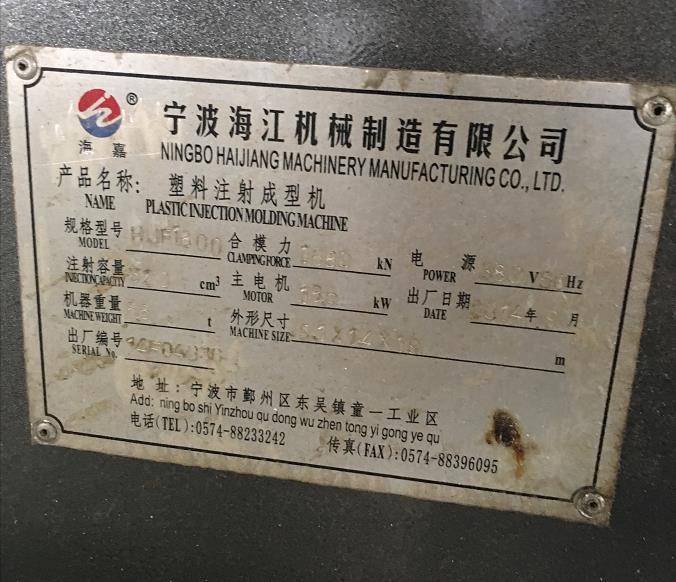 ® 海嘉
宁波海江机械制造有限公司
NINGBO HAIJIANG MACHINERY MANUFACTURING CO., LTD.
产品名称: 塑料注射成型机
NAME PLASTIC INJECTION MOLDING MACHINE
规格型号 合模力 kN 电源 V Hz
MODEL CLAMPING FORCE POWER
注射容量 cm³ 主电机 kW 出厂日期 月
INJECTION CAPACITY MOTOR DATE
机器重量 t 外形尺寸 m
MACHINE WEIGHT MACHINE SIZE
出厂编号
SERIAL No.
地址: 宁波市鄞州区东吴镇童一工业区
Add: ning bo shi Yinzhou qu dong wu zhen tong yi gong ye qu
电话(TEL):0574-88233242 传真(FAX):0574-88396095